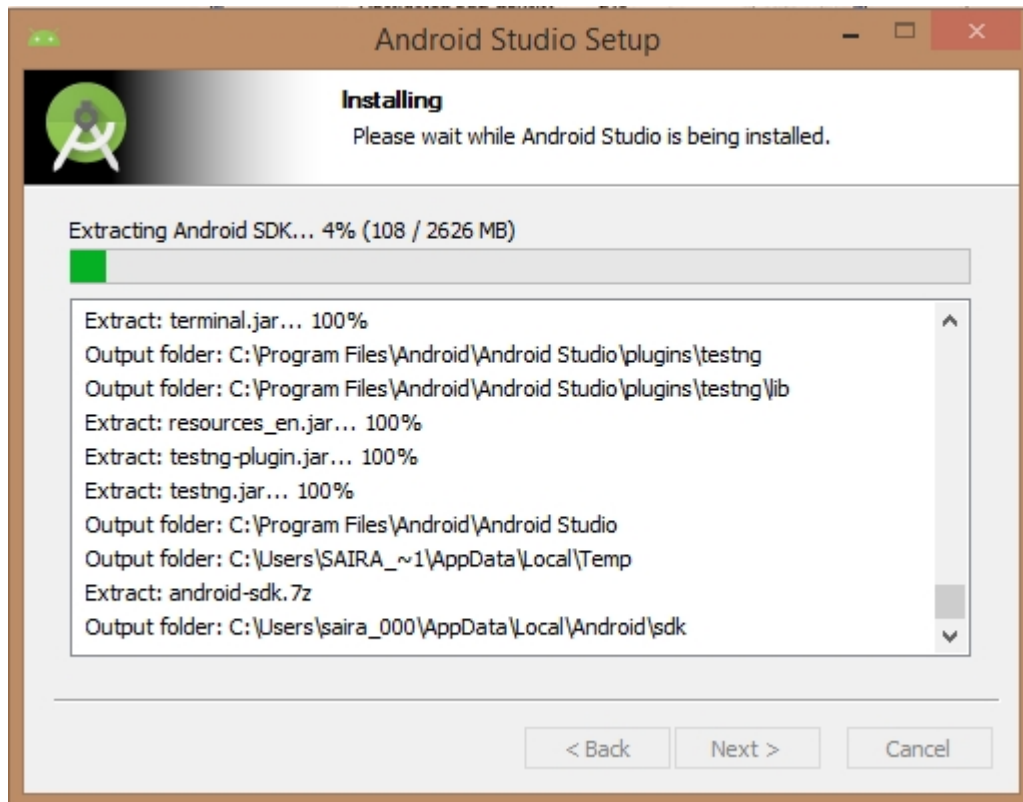 Android Studio Setup
Installing
Please wait while Android Studio is being installed.
Extracting Android SDK... 4% (108 / 2626 MB)
Extract: terminal.jar... 100%
Output folder: C:\Program Files\Android\Android Studio\plugins\testng
Output folder: C:\Program Files\Android\Android Studio\plugins\testng\lib
Extract: resources_en.jar... 100%
Extract: testng-plugin.jar... 100%
Extract: testng.jar... 100%
Output folder: C:\Program Files\Android\Android Studio
Output folder: C:\Users\SAIRA_~1\AppData\Local\Temp
Extract: android-sdk.7z
Output folder: C:\Users\saira_000\AppData\Local\Android\sdk
< Back
Next >
Cancel